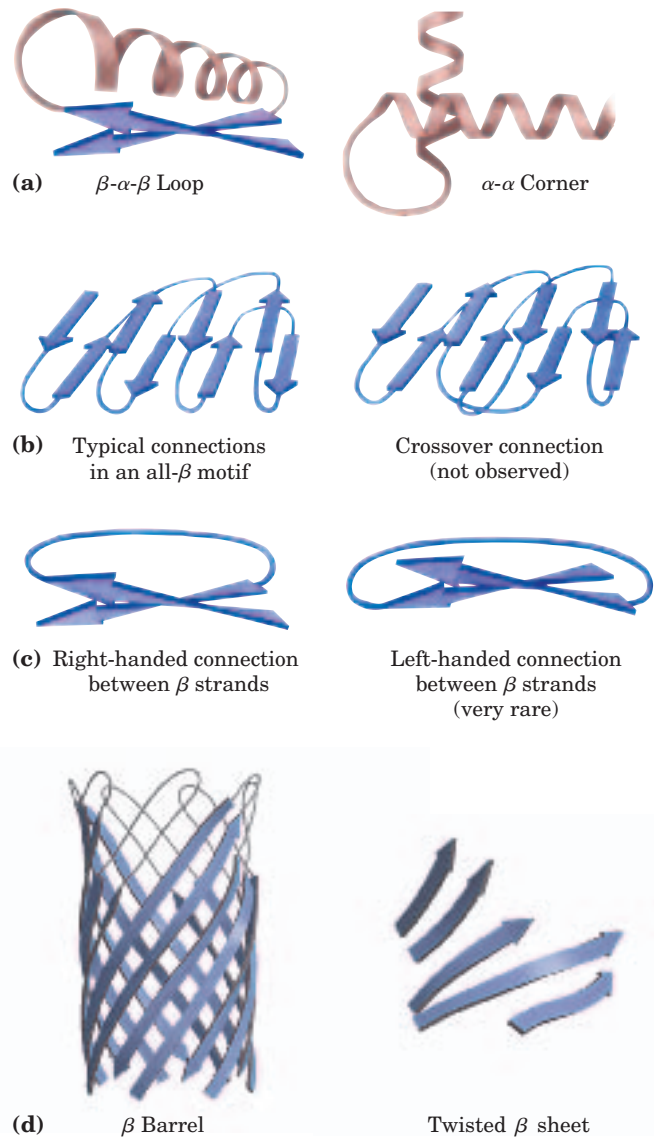 (a) β-α-β Loop
α-α Corner
(b) Typical connections
in an all-β motif
Crossover connection
(not observed)
(c) Right-handed connection
between β strands
Left-handed connection
between β strands
(very rare)
(d) β Barrel
Twisted β sheet